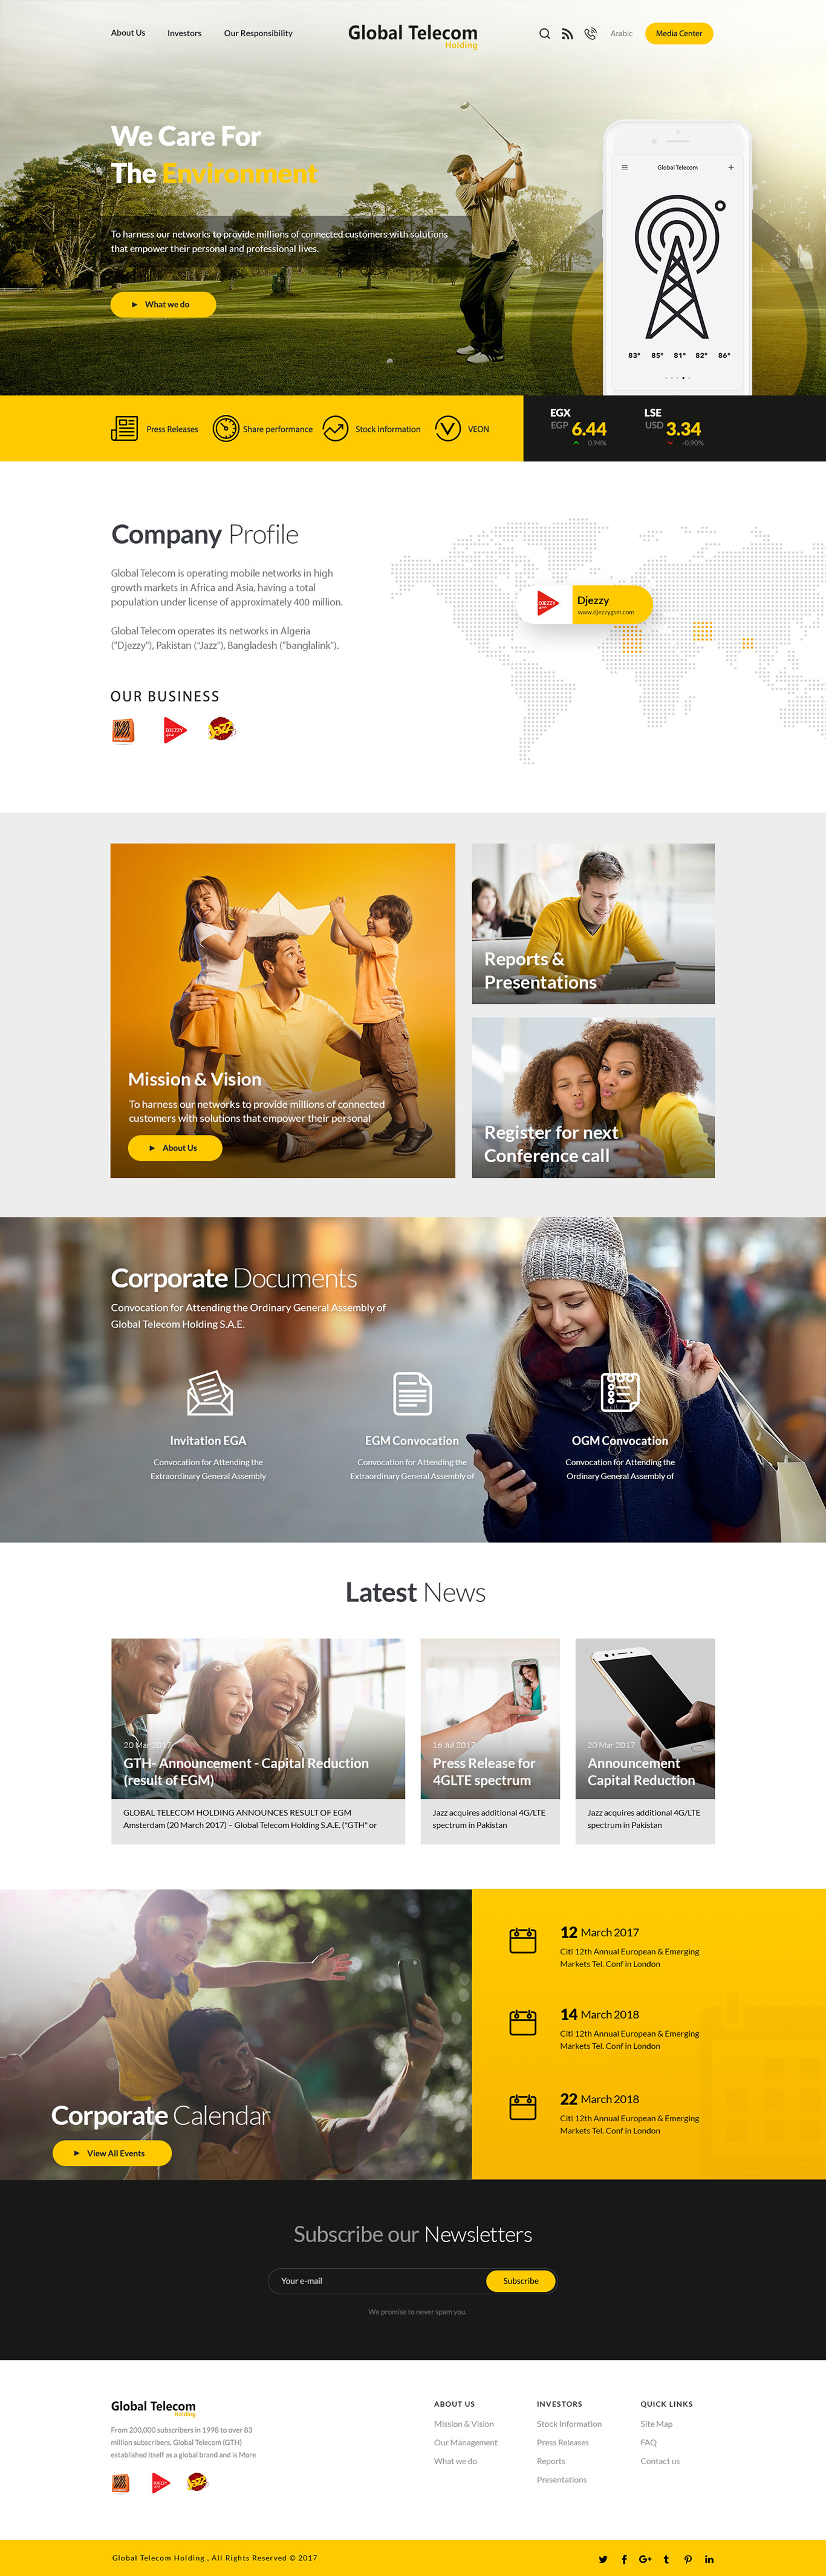 About Us
Investors
Our Responsibility
Global Telecom
Holding
Arabic
Media Center
We Care For
The Environment
To harness our networks to provide millions of connected customers with solutions
that empower their personal and professional lives.
What we do
Global Telecom
83° 85° 81° 82° 86°
Press Releases
Share performance
Stock Information
VEON
EGX
EGP 6.44
0.94%
LSE
USD 3.34
-0.90%
Company Profile
Global Telecom is operating mobile networks in high
growth markets in Africa and Asia, having a total
population under license of approximately 400 million.
Global Telecom operates its networks in Algeria
("Djezzy"), Pakistan ("Jazz"), Bangladesh ("banglalink").
DJEZZY
Djezzy
www.djezzygsm.com
OUR BUSINESS
DJEZZY
Jazz
Mission & Vision
To harness our networks to provide millions of connected
customers with solutions that empower their personal
About Us
Reports &
Presentations
Register for next
Conference call
Corporate Documents
Convocation for Attending the Ordinary General Assembly of
Global Telecom Holding S.A.E.
Invitation EGA
Convocation for Attending the
Extraordinary General Assembly
EGM Convocation
Convocation for Attending the
Extraordinary General Assembly of
OGM Convocation
Convocation for Attending the
Ordinary General Assembly of
Latest News
20 Mar 2017
GTH- Announcement - Capital Reduction
(result of EGM)
GLOBAL TELECOM HOLDING ANNOUNCES RESULT OF EGM
Amsterdam (20 March 2017) – Global Telecom Holding S.A.E. ("GTH" or
16 Jul 2017
Press Release for
4GLTE spectrum
Jazz acquires additional 4G/LTE
spectrum in Pakistan
20 Mar 2017
Announcement
Capital Reduction
Jazz acquires additional 4G/LTE
spectrum in Pakistan
Corporate Calendar
View All Events
12 March 2017
Citi 12th Annual European & Emerging
Markets Tel. Conf in London
14 March 2018
Citi 12th Annual European & Emerging
Markets Tel. Conf in London
22 March 2018
Citi 12th Annual European & Emerging
Markets Tel. Conf in London
Subscribe our Newsletters
Your e-mail
Subscribe
We promise to never spam you.
Global Telecom
Holding
From 200,000 subscribers in 1998 to over 83
million subscribers, Global Telecom (GTH)
established itself as a global brand and is More
DJEZZY
Jazz
ABOUT US
Mission & Vision
Our Management
What we do
INVESTORS
Stock Information
Press Releases
Reports
Presentations
QUICK LINKS
Site Map
FAQ
Contact us
Global Telecom Holding , All Rights Reserved © 2017